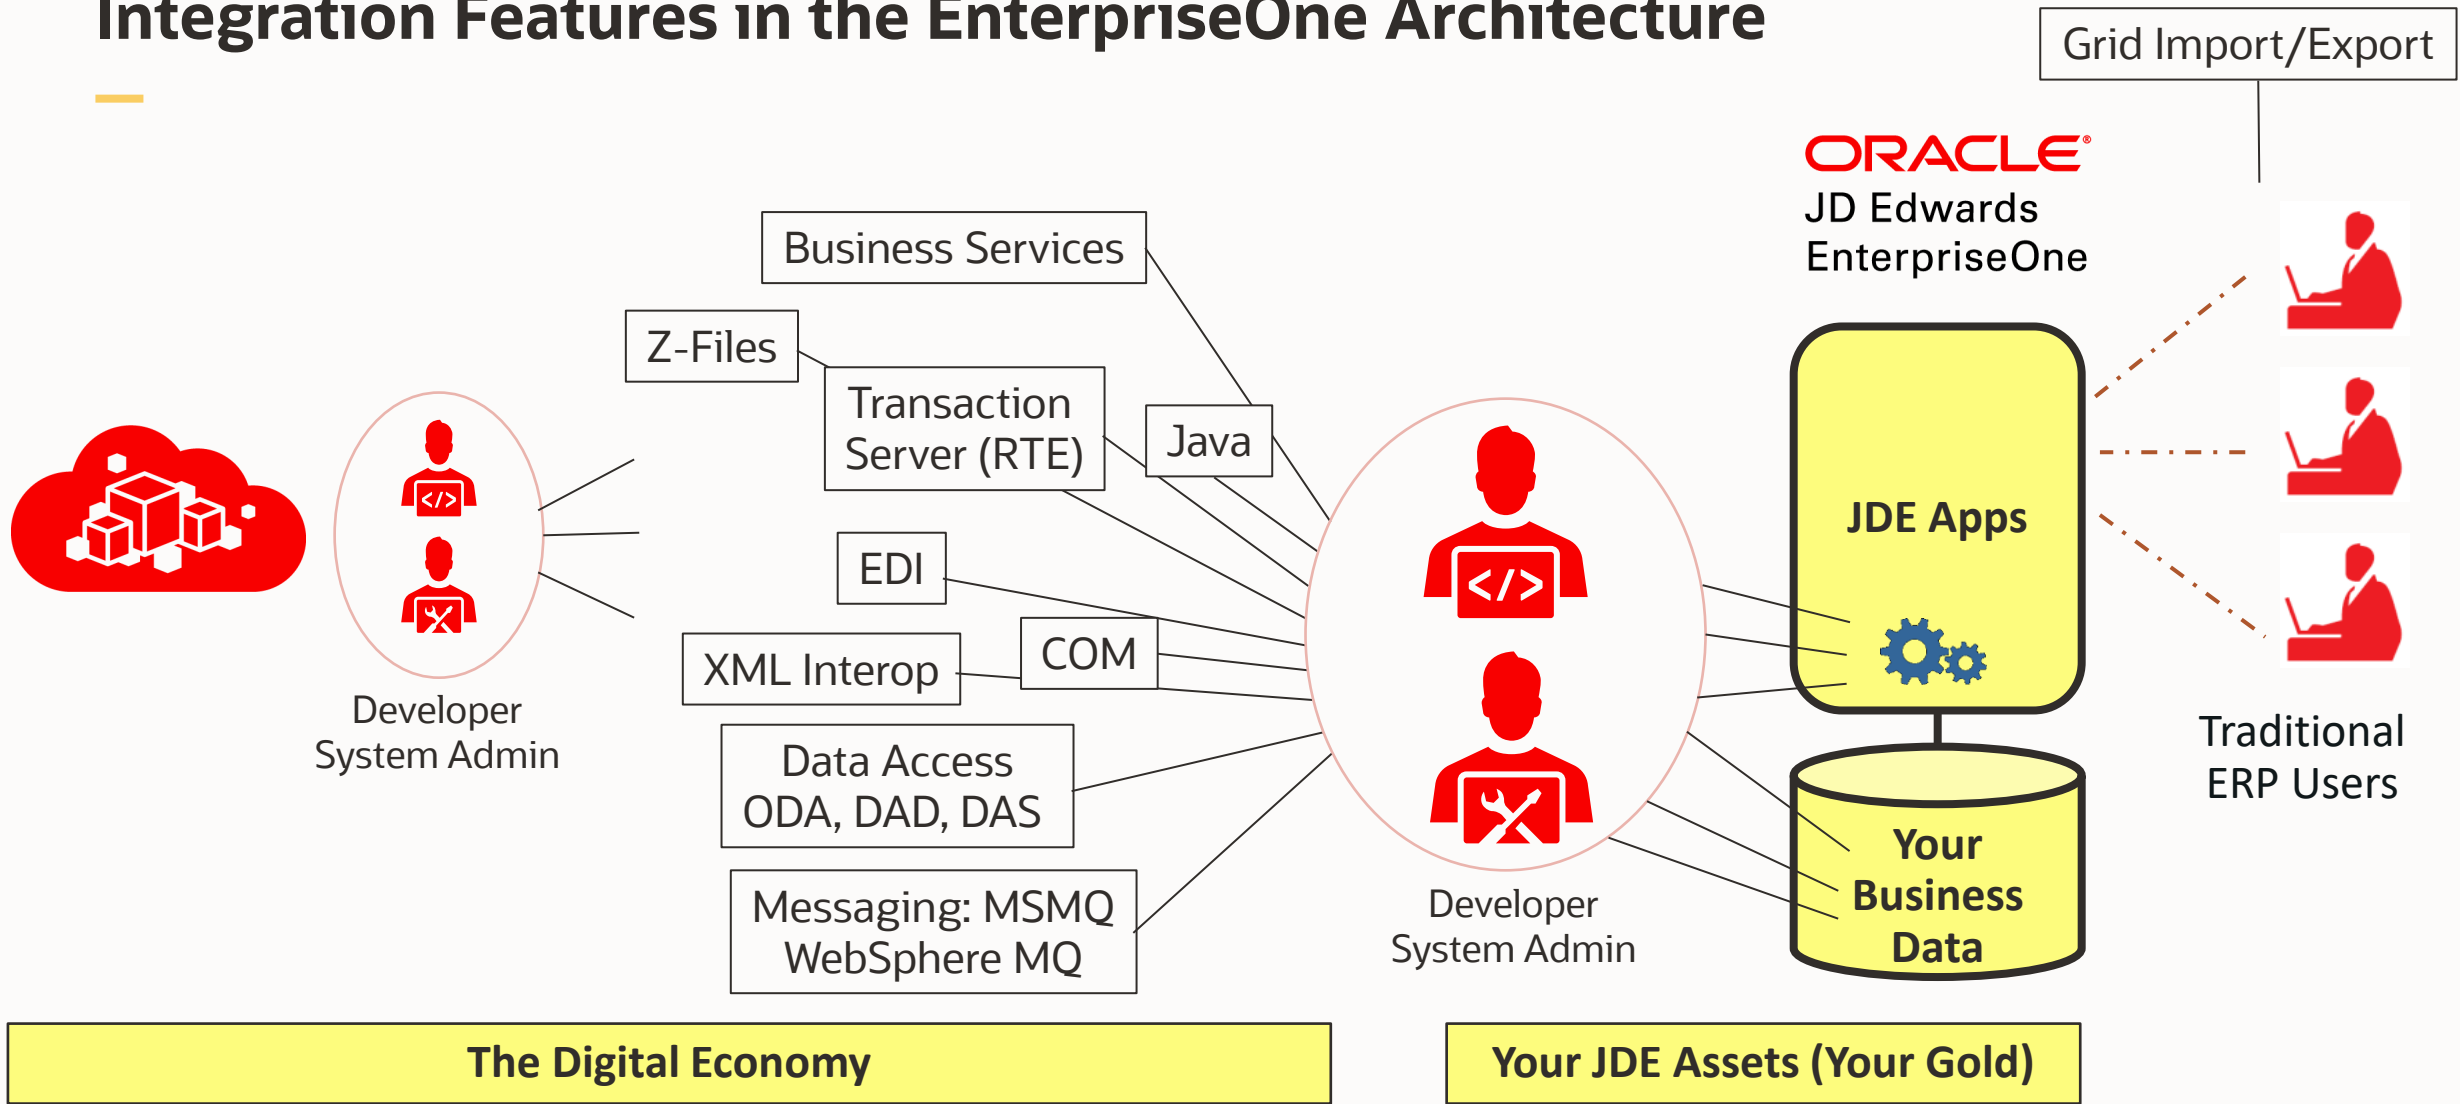 Integration Features in the EnterpriseOne Architecture
Grid Import/Export
ORACLE®
JD Edwards
EnterpriseOne
Business Services
Z-Files
Transaction
Server (RTE)
Java
</>
EDI
XML Interop
COM
Data Access
ODA, DAD, DAS
Messaging: MSMQ
WebSphere MQ
Developer
System Admin
</>
Developer
System Admin
JDE Apps
Your
Business
Data
Traditional
ERP Users
The Digital Economy
Your JDE Assets (Your Gold)